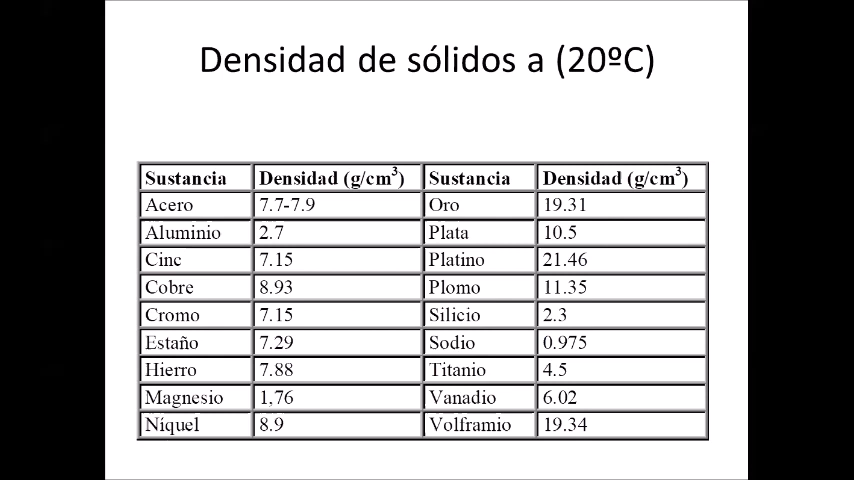 Densidad de sólidos a (20ºC)
Sustancia Densidad (g/cm³) Sustancia Densidad (g/cm³)
Acero 7.7-7.9 Oro 19.31
Aluminio 2.7 Plata 10.5
Cinc 7.15 Platino 21.46
Cobre 8.93 Plomo 11.35
Cromo 7.15 Silicio 2.3
Estaño 7.29 Sodio 0.975
Hierro 7.88 Titanio 4.5
Magnesio 1,76 Vanadio 6.02
Níquel 8.9 Volframio 19.34